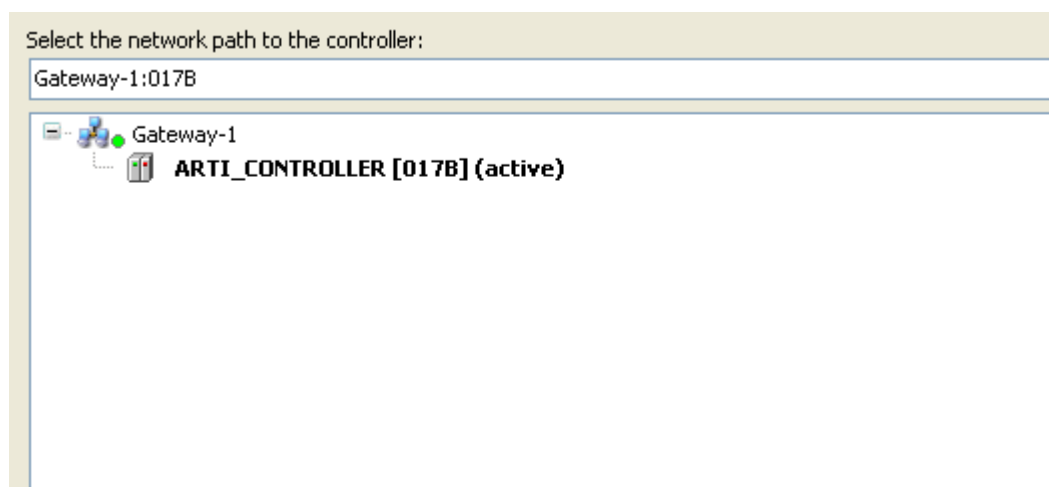 Select the network path to the controller:
Gateway-1:017B
Gateway-1
ARTI_CONTROLLER [017B] (active)